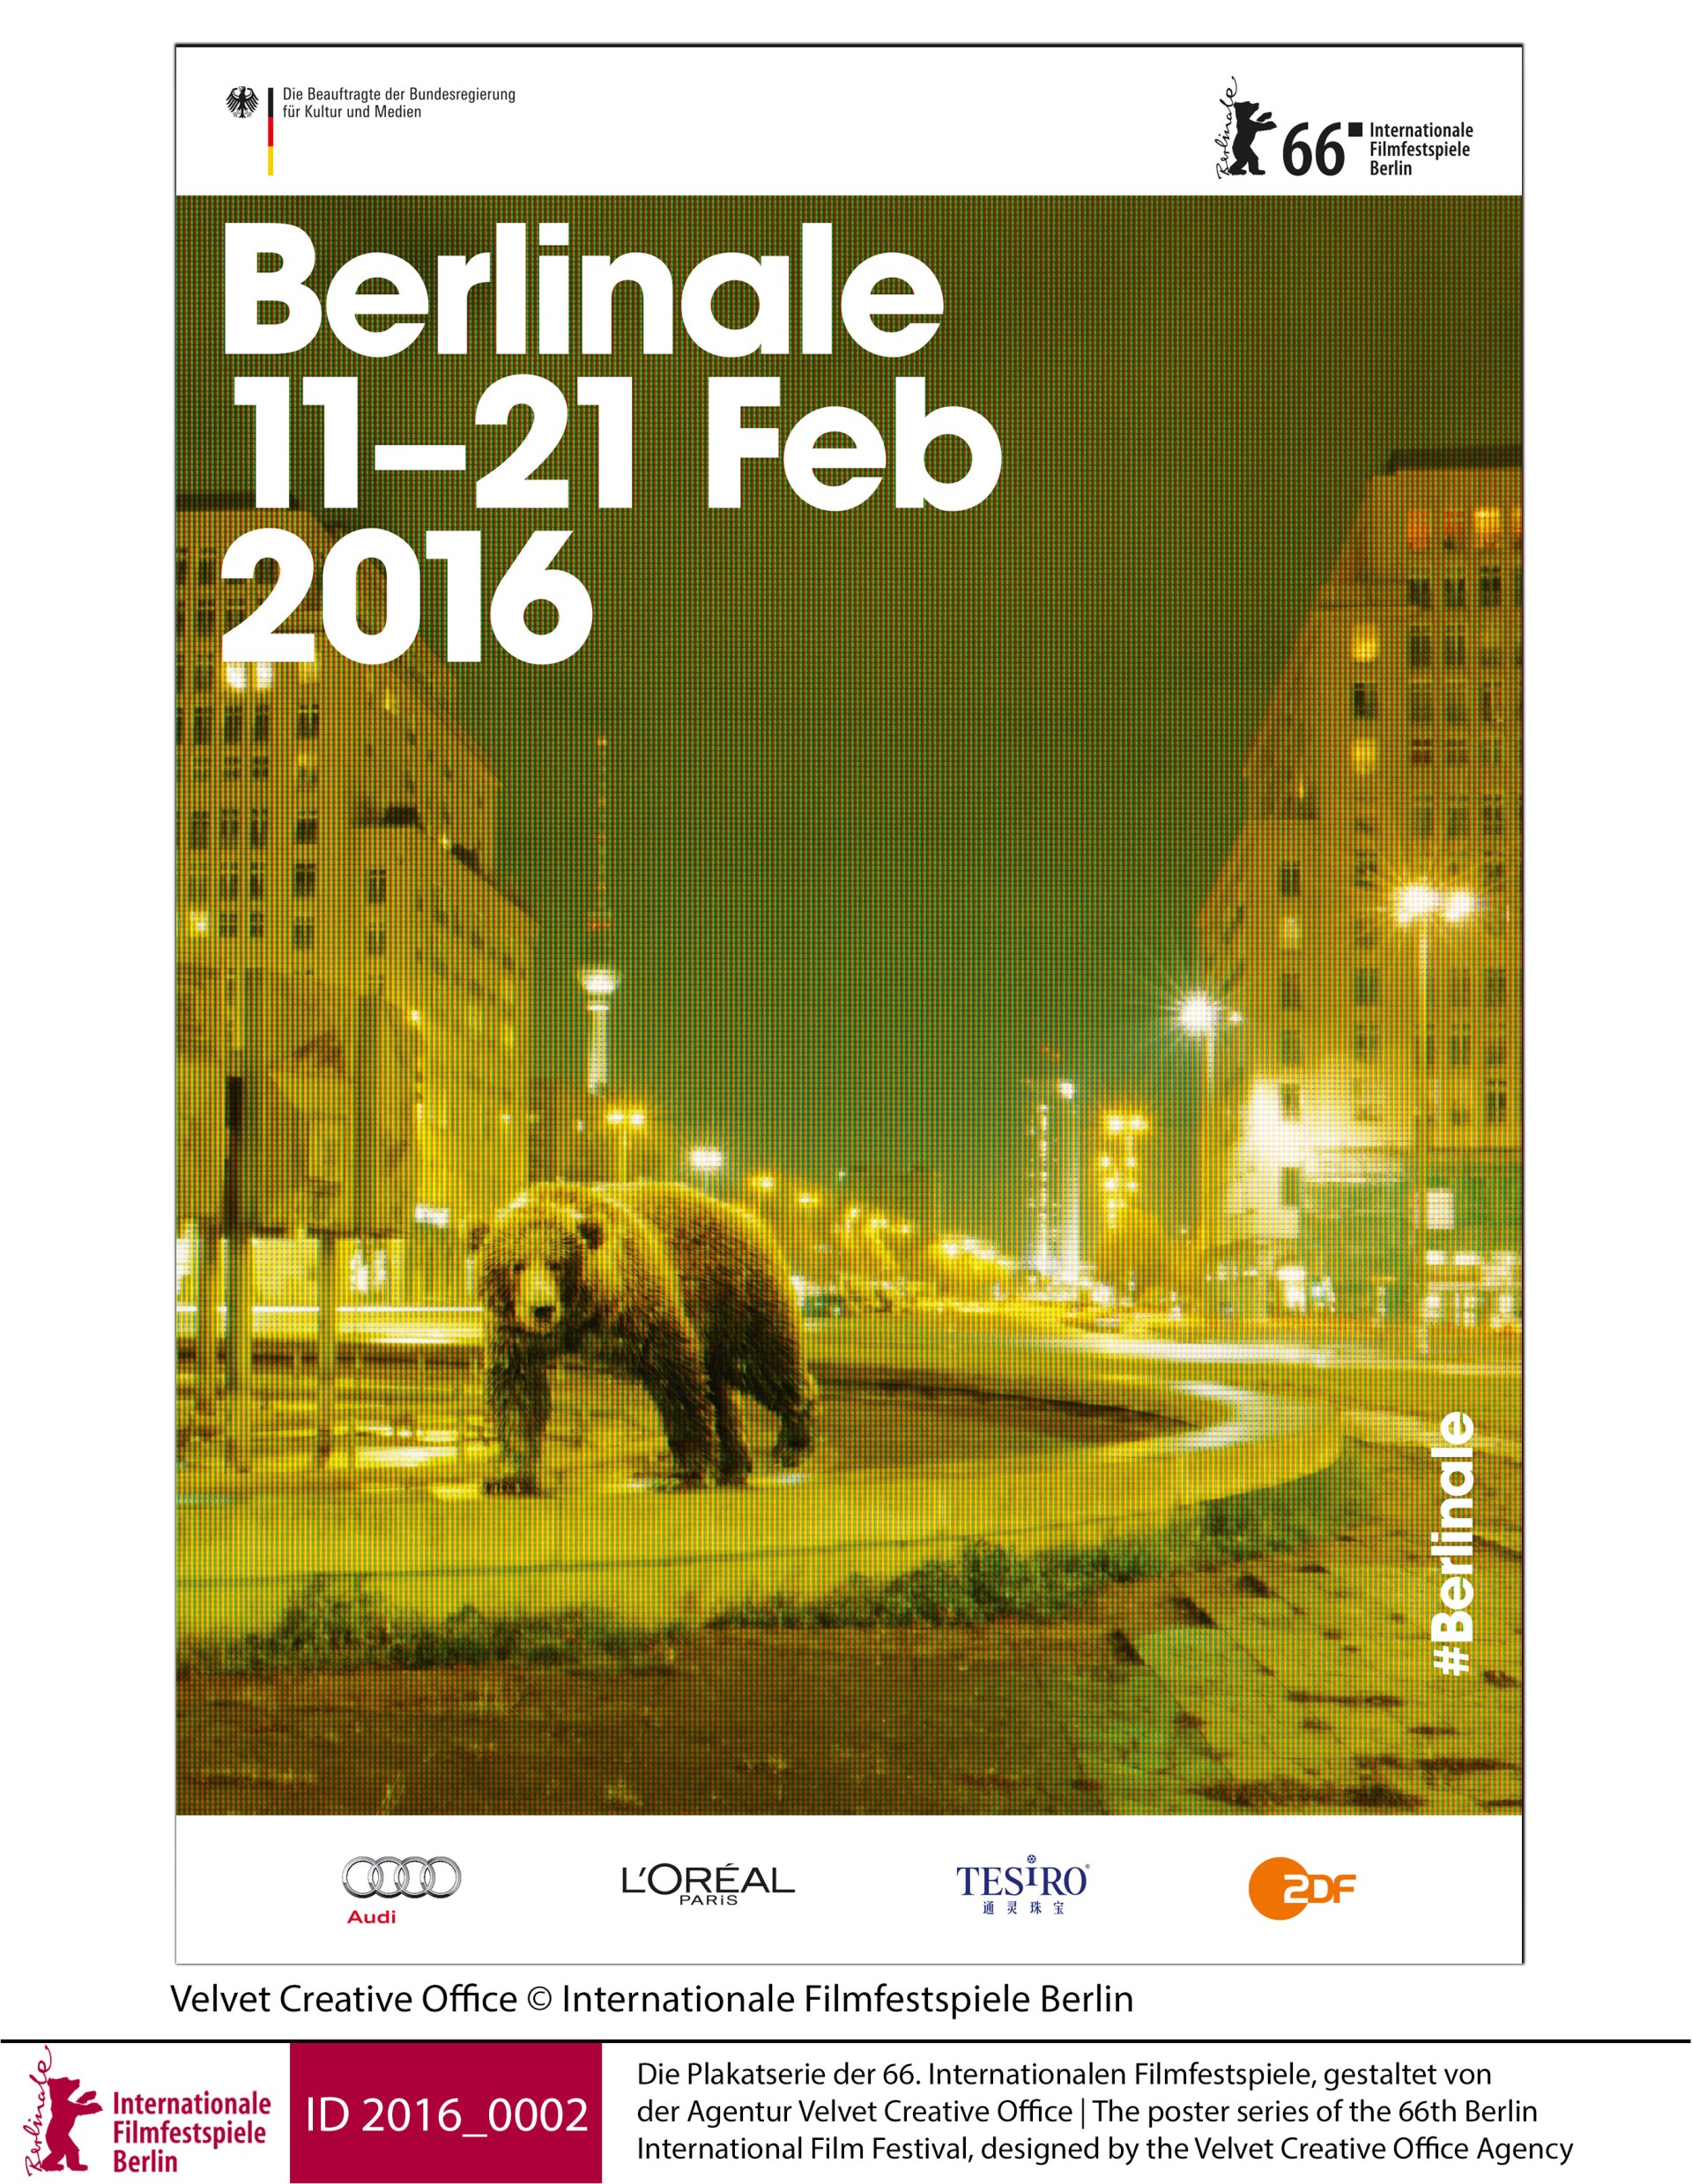 Die Beauftragte der Bundesregierung
für Kultur und Medien
Berlinale
66
Internationale
Filmfestspiele
Berlin
Berlinale
11–21 Feb
2016
#Berlinale
Audi
L'ORÉAL
PARiS
TESiRO®
通灵珠宝
ZDF
Velvet Creative Office © Internationale Filmfestspiele Berlin
Berlinale
Internationale
Filmfestspiele
Berlin
ID 2016_0002
Die Plakatserie der 66. Internationalen Filmfestspiele, gestaltet von
der Agentur Velvet Creative Office | The poster series of the 66th Berlin
International Film Festival, designed by the Velvet Creative Office Agency